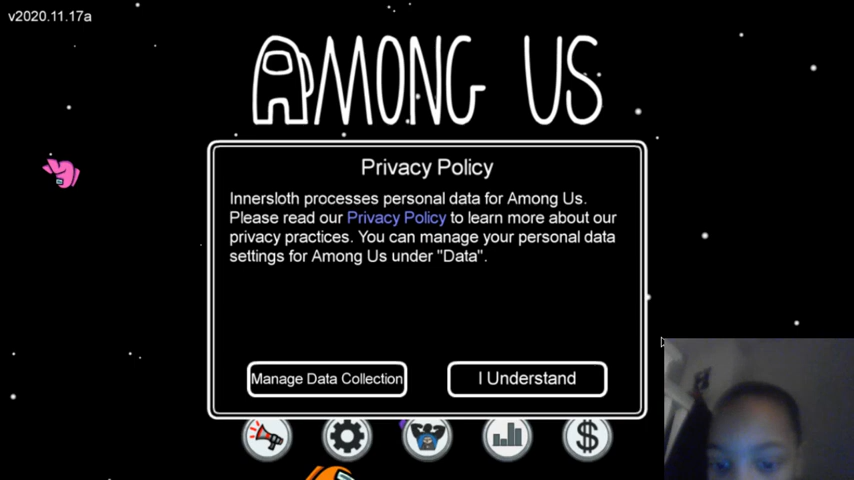 v2020.11.17a
AMONG US
Privacy Policy
Innersloth processes personal data for Among Us.
Please read our Privacy Policy to learn more about our
privacy practices. You can manage your personal data
settings for Among Us under "Data".
Manage Data Collection
I Understand
$